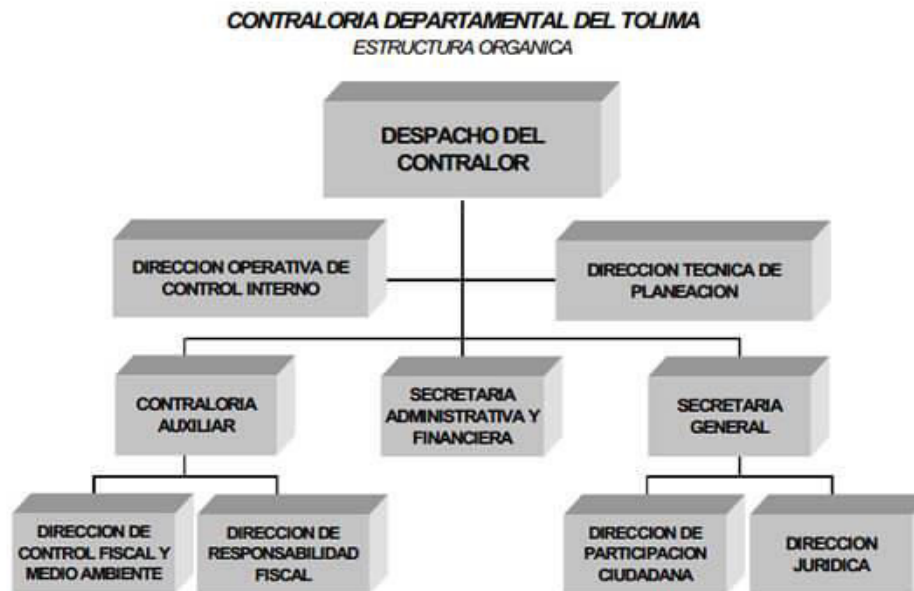 CONTRALORIA DEPARTAMENTAL DEL TOLIMA
ESTRUCTURA ORGANICA
DESPACHO DEL
CONTRALOR
DIRECCION OPERATIVA DE
CONTROL INTERNO
DIRECCION TECNICA DE
PLANEACION
CONTRALORIA
AUXILIAR
SECRETARIA
ADMINISTRATIVA Y
FINANCIERA
SECRETARIA
GENERAL
DIRECCION DE
CONTROL FISCAL Y
MEDIO AMBIENTE
DIRECCION DE
RESPONSABILIDAD
FISCAL
DIRECCION DE
PARTICIPACION
CIUDADANA
DIRECCION
JURIDICA